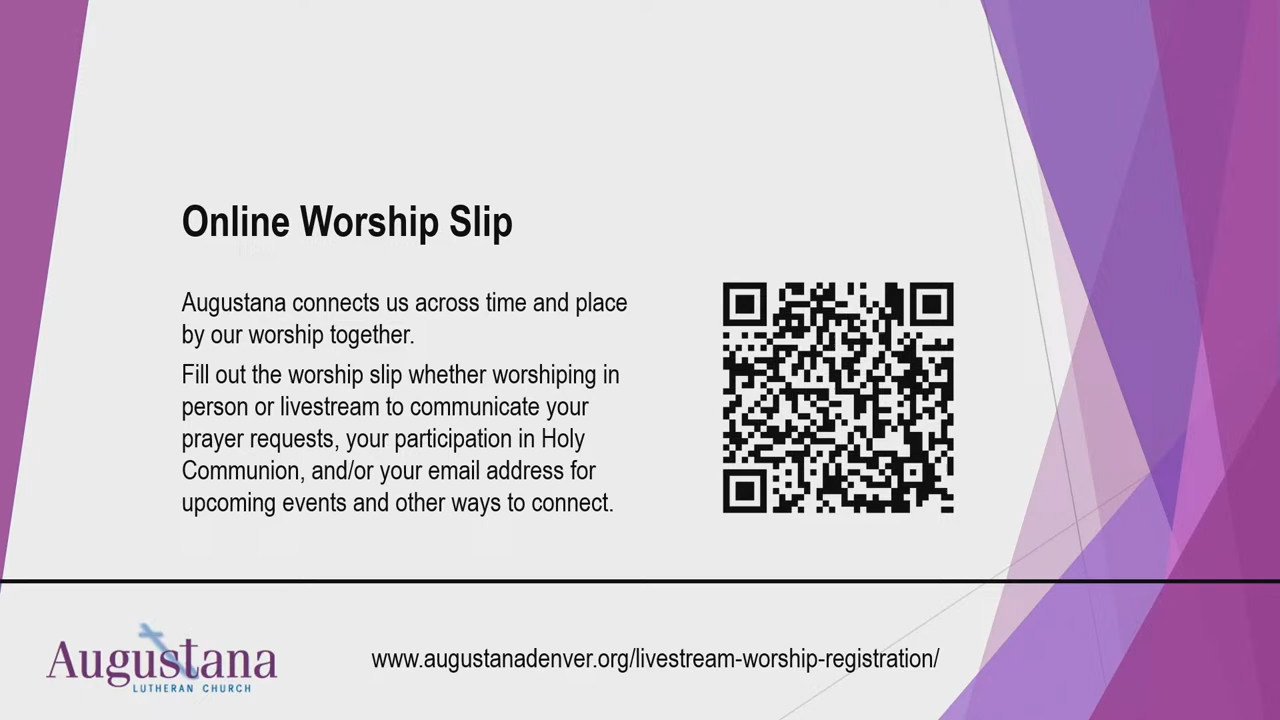 Online Worship Slip
Augustana connects us across time and place
by our worship together.
Fill out the worship slip whether worshiping in
person or livestream to communicate your
prayer requests, your participation in Holy
Communion, and/or your email address for
upcoming events and other ways to connect.
Augustana
LUTHERAN CHURCH
www.augustanadenver.org/livestream-worship-registration/